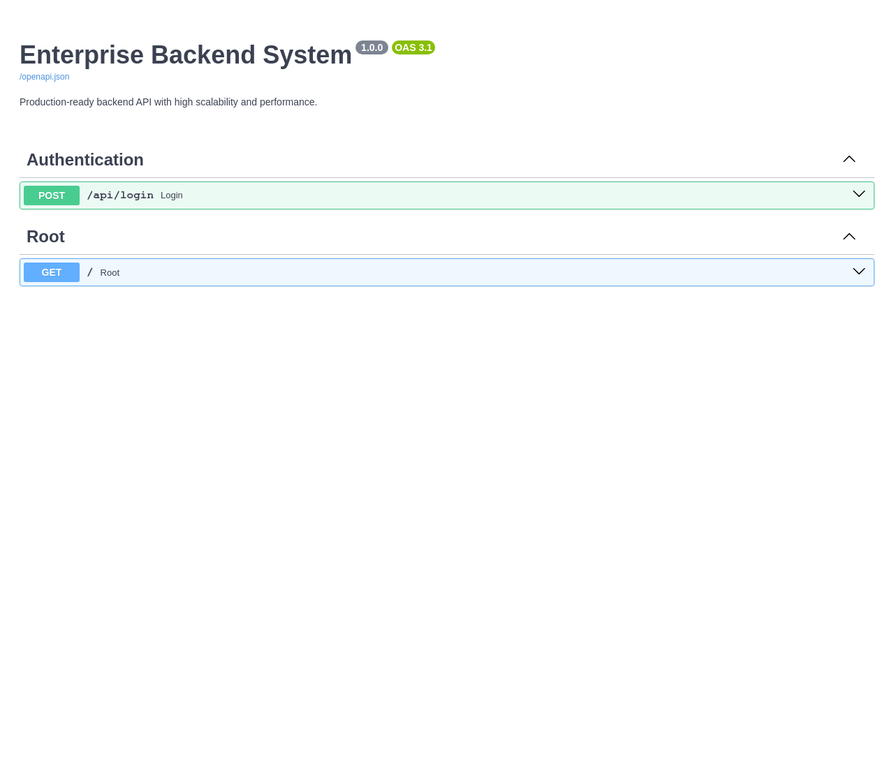 Enterprise Backend System 1.0.0 OAS 3.1
/openapi.json
Production-ready backend API with high scalability and performance.
Authentication
POST /api/login Login
Root
GET / Root